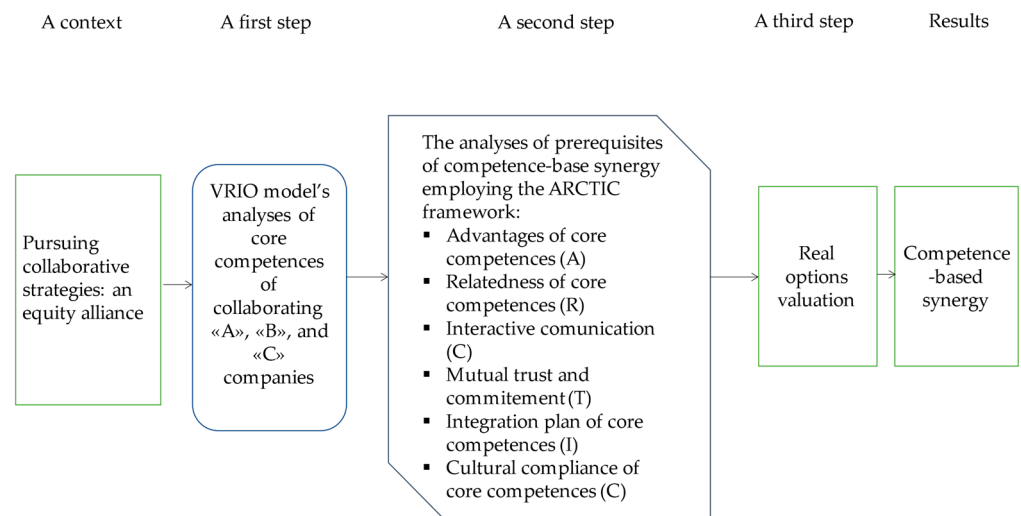 A context
A first step
A second step
A third step
Results
Pursuing
collaborative
strategies: an
equity alliance
VRIO model's
analyses of
core
competences
of
collaborating
«A», «B», and
«C»
companies
The analyses of prerequisites
of competence-base synergy
employing the ARCTIC
framework:
▪ Advantages of core
competences (A)
▪ Relatedness of core
competences (R)
▪ Interactive comunication
(C)
▪ Mutual trust and
commitement (T)
▪ Integration plan of core
competences (I)
▪ Cultural compliance of
core competences (C)
Real
options
valuation
Competence
-based
synergy